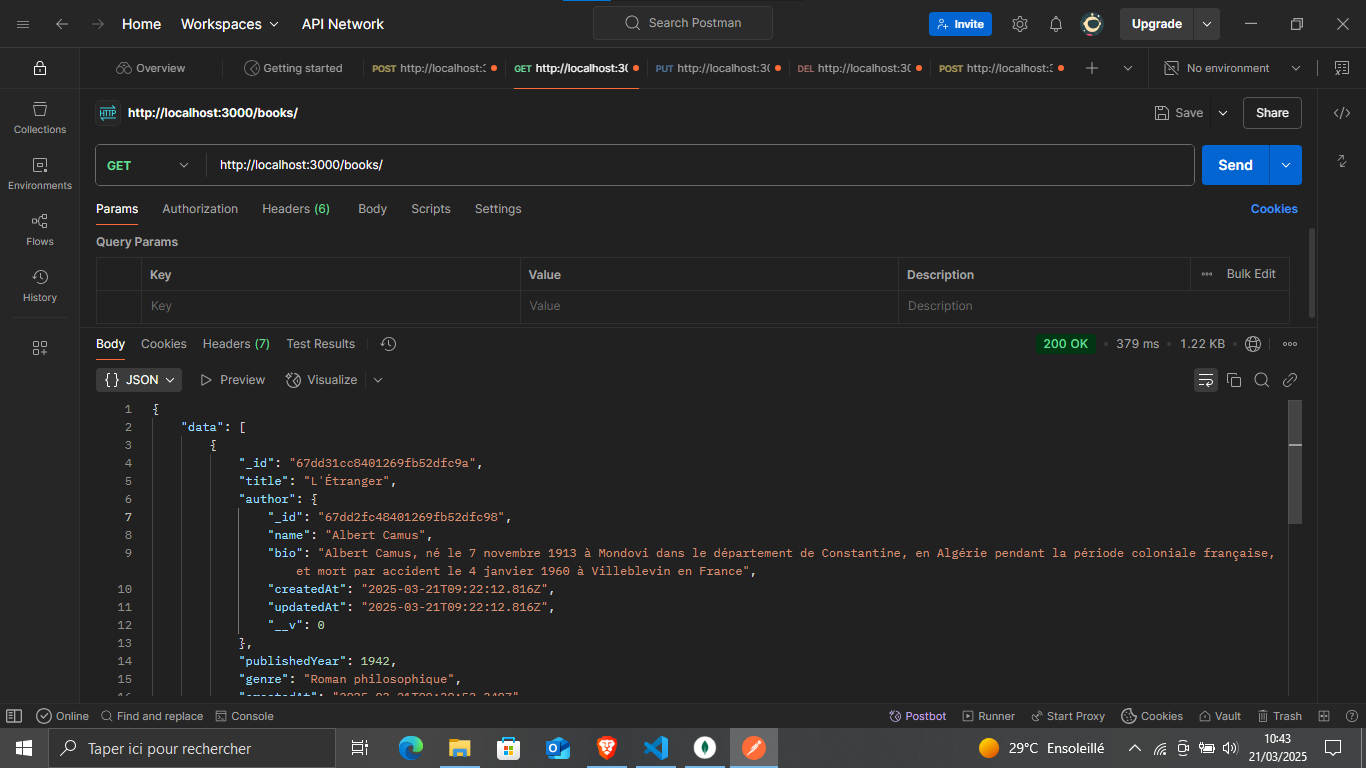 Home Workspaces API Network Search Postman Invite Upgrade
Overview Getting started POST http://localhost: GET http://localhost:30 PUT http://localhost:30 DEL http://localhost:30 POST http://localhost: No environment
HTTP http://localhost:3000/books/ Save Share
Collections
Environments
Flows
History
GET http://localhost:3000/books/ Send
Params Authorization Headers (6) Body Scripts Settings Cookies
Query Params
Key Value Description Bulk Edit
Key Value Description
Body Cookies Headers (7) Test Results 200 OK 379 ms 1.22 KB
{} JSON Preview Visualize
1 {
2 "data": [
3 {
4 "_id": "67dd31cc8401269fb52dfc9a",
5 "title": "L'Étranger",
6 "author": {
7 "_id": "67dd2fc48401269fb52dfc98",
8 "name": "Albert Camus",
9 "bio": "Albert Camus, né le 7 novembre 1913 à Mondovi dans le département de Constantine, en Algérie pendant la période coloniale française,
et mort par accident le 4 janvier 1960 à Villeblevin en France",
10 "createdAt": "2025-03-21T09:22:12.816Z",
11 "updatedAt": "2025-03-21T09:22:12.816Z",
12 "__v": 0
13 },
14 "publishedYear": 1942,
15 "genre": "Roman philosophique",
Online Find and replace Console Postbot Runner Start Proxy Cookies Vault Trash
Taper ici pour rechercher 29°C Ensoleillé 10:43
21/03/2025